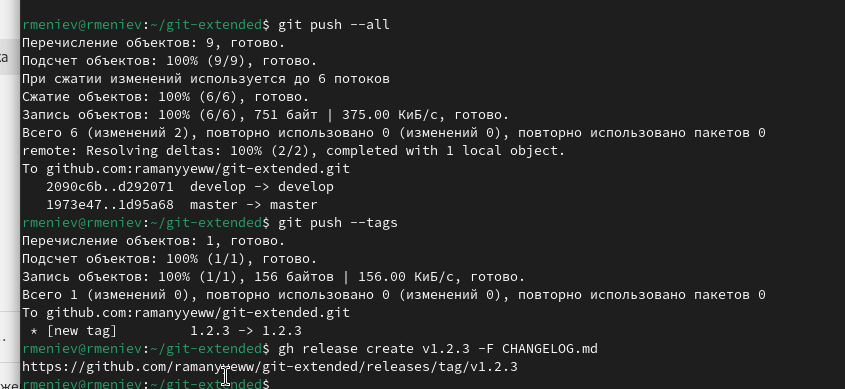 rmeniev@rmeniev:~/git-extended$ git push --all
Перечисление объектов: 9, готово.
Подсчет объектов: 100% (9/9), готово.
При сжатии изменений используется до 6 потоков
Сжатие объектов: 100% (6/6), готово.
Запись объектов: 100% (6/6), 751 байт | 375.00 КиБ/с, готово.
Всего 6 (изменений 2), повторно использовано 0 (изменений 0), повторно использовано пакетов 0
remote: Resolving deltas: 100% (2/2), completed with 1 local object.
To github.com:ramanyyeww/git-extended.git
   2090c6b..d292071  develop -> develop
   1973e47..1d95a68  master -> master
rmeniev@rmeniev:~/git-extended$ git push --tags
Перечисление объектов: 1, готово.
Подсчет объектов: 100% (1/1), готово.
Запись объектов: 100% (1/1), 156 байтов | 156.00 КиБ/с, готово.
Всего 1 (изменений 0), повторно использовано 0 (изменений 0), повторно использовано пакетов 0
To github.com:ramanyyeww/git-extended.git
 * [new tag]         1.2.3 -> 1.2.3
rmeniev@rmeniev:~/git-extended$ gh release create v1.2.3 -F CHANGELOG.md
https://github.com/ramanyyeww/git-extended/releases/tag/v1.2.3
rmeniev@rmeniev:~/git-extended$